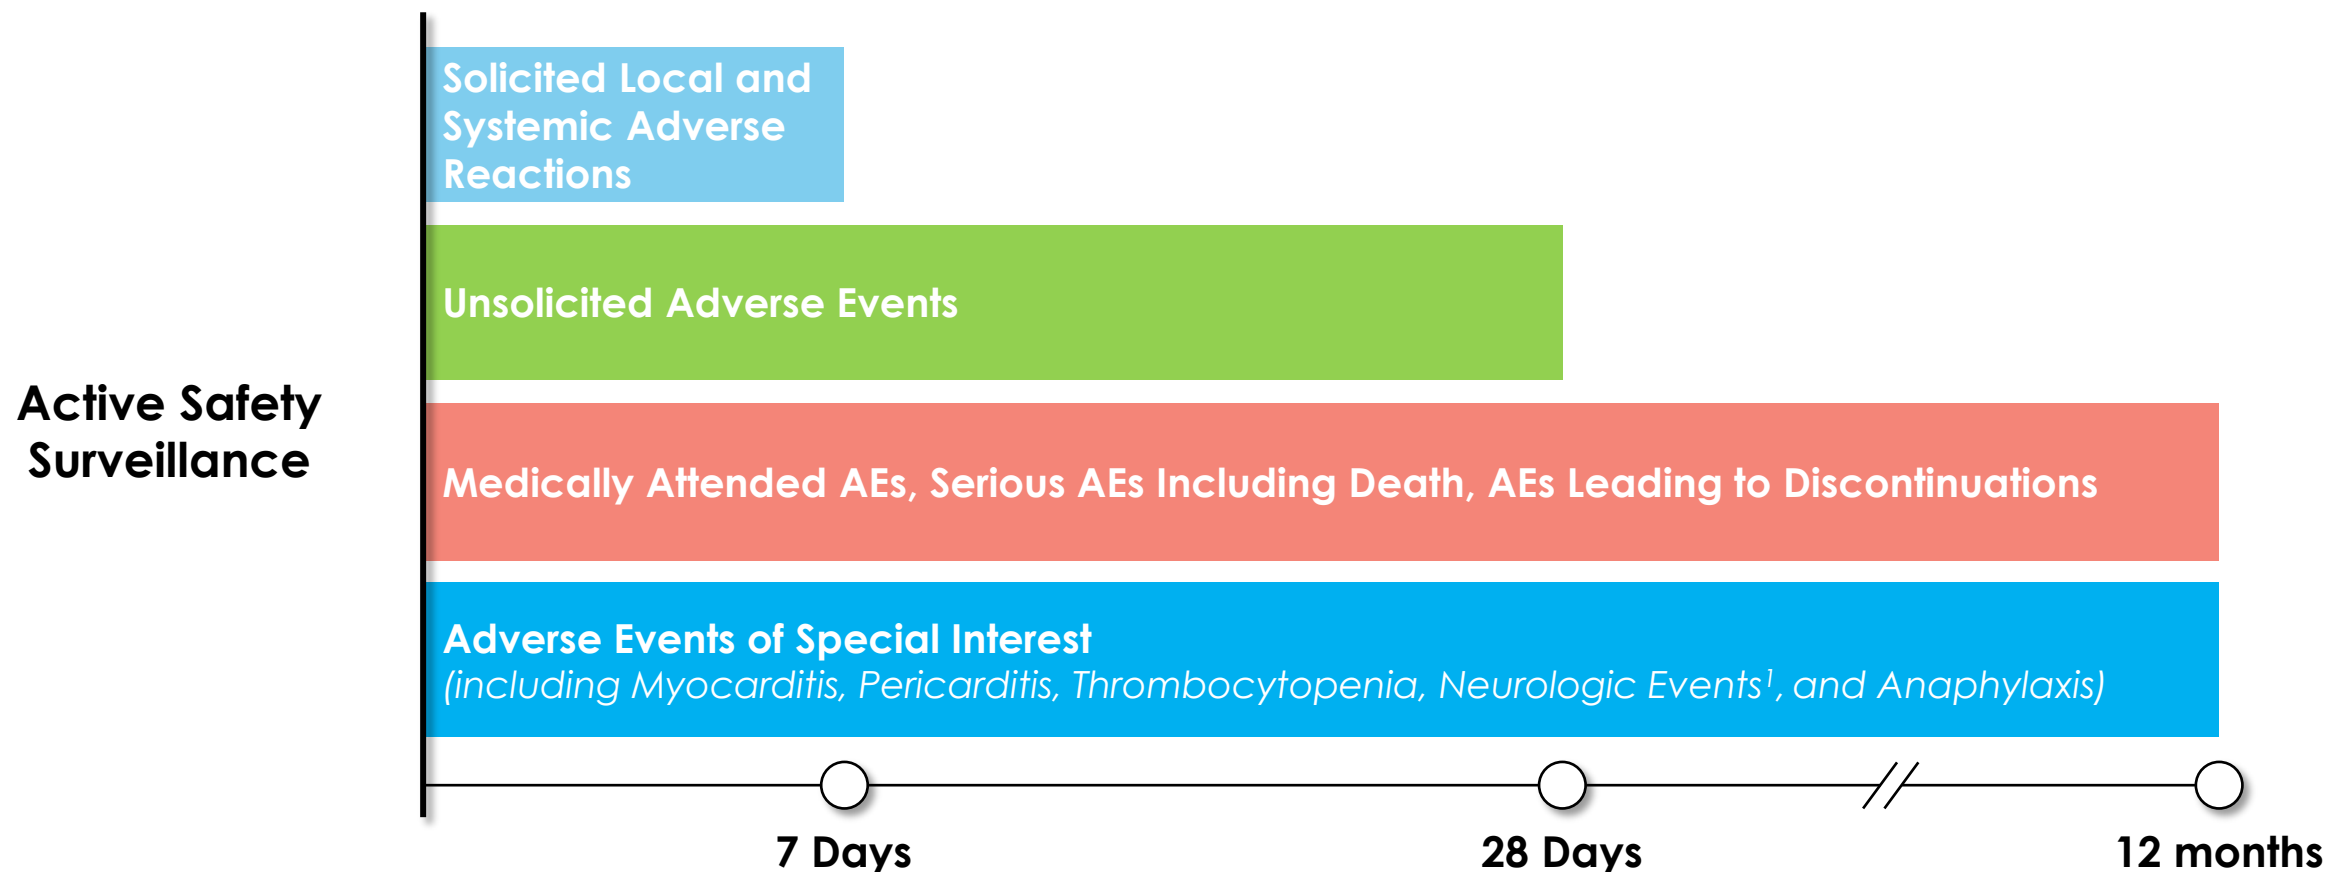 Active Safety
Surveillance
Solicited Local and
Systemic Adverse
Reactions
Unsolicited Adverse Events
Medically Attended AEs, Serious AEs Including Death, AEs Leading to Discontinuations
Adverse Events of Special Interest
(including Myocarditis, Pericarditis, Thrombocytopenia, Neurologic Events¹, and Anaphylaxis)
7 Days
28 Days
12 months